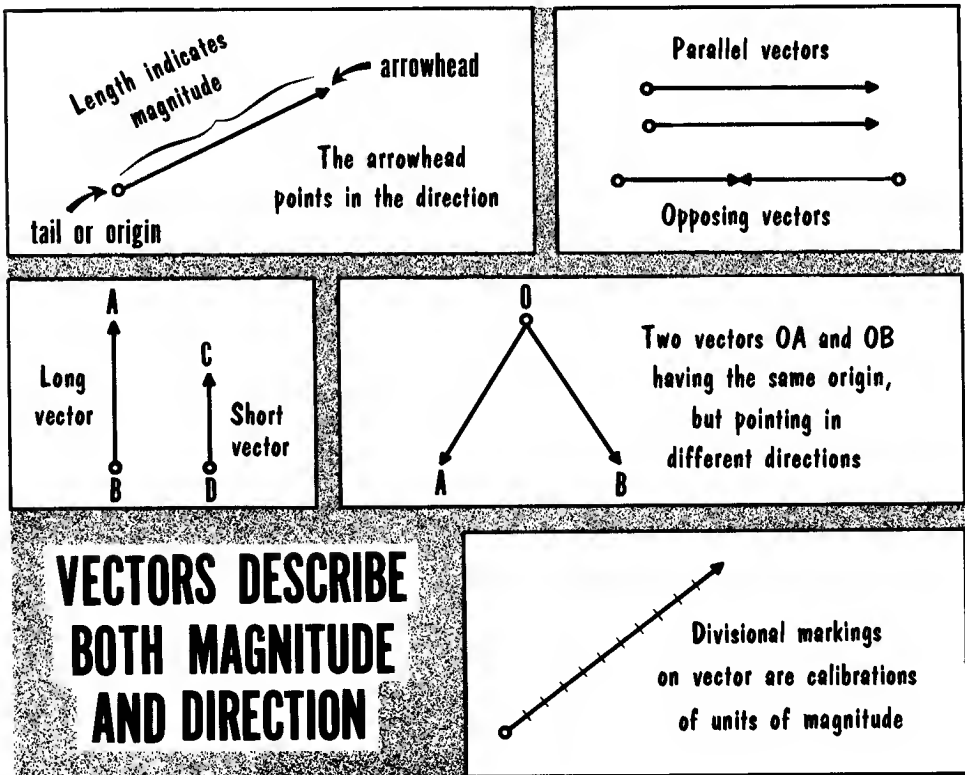 Length indicates
magnitude
arrowhead
The arrowhead
points in the direction
tail or origin
Parallel vectors
Opposing vectors
A
Long
vector
B
C
Short
vector
D
O
A
B
Two vectors OA and OB
having the same origin,
but pointing in
different directions
VECTORS DESCRIBE
BOTH MAGNITUDE
AND DIRECTION
Divisional markings
on vector are calibrations
of units of magnitude